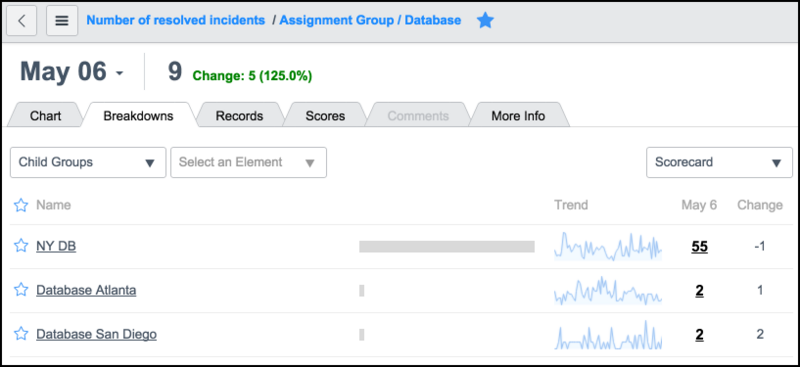 Number of resolved incidents / Assignment Group / Database
May 06 9 Change: 5 (125.0%)
Chart Breakdowns Records Scores Comments More Info
Child Groups Select an Element Scorecard
Name Trend May 6 Change
NY DB 55 -1
Database Atlanta 2 1
Database San Diego 2 2